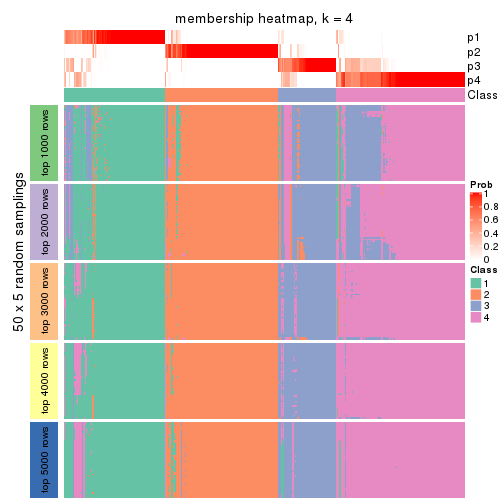 membership heatmap, k = 4
p1
p2
p3
p4
Class
50 x 5 random samplings
top 1000 rows
top 2000 rows
top 3000 rows
top 4000 rows
top 5000 rows
Prob
1
0.8
0.6
0.4
0.2
0
Class
1
2
3
4